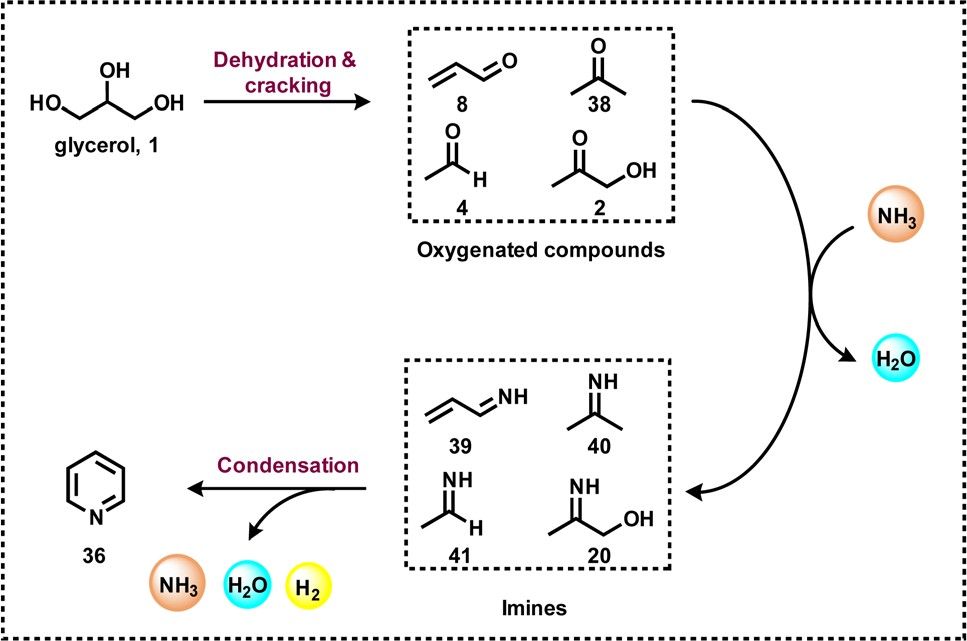 OH
HO
OH
glycerol, 1
Dehydration &
cracking
O
8
O
38
O
H
4
O
OH
2
Oxygenated compounds
NH₃
H₂O
NH
39
NH
40
NH
H
41
NH
OH
20
Imines
Condensation
N
36
NH₃
H₂O
H₂